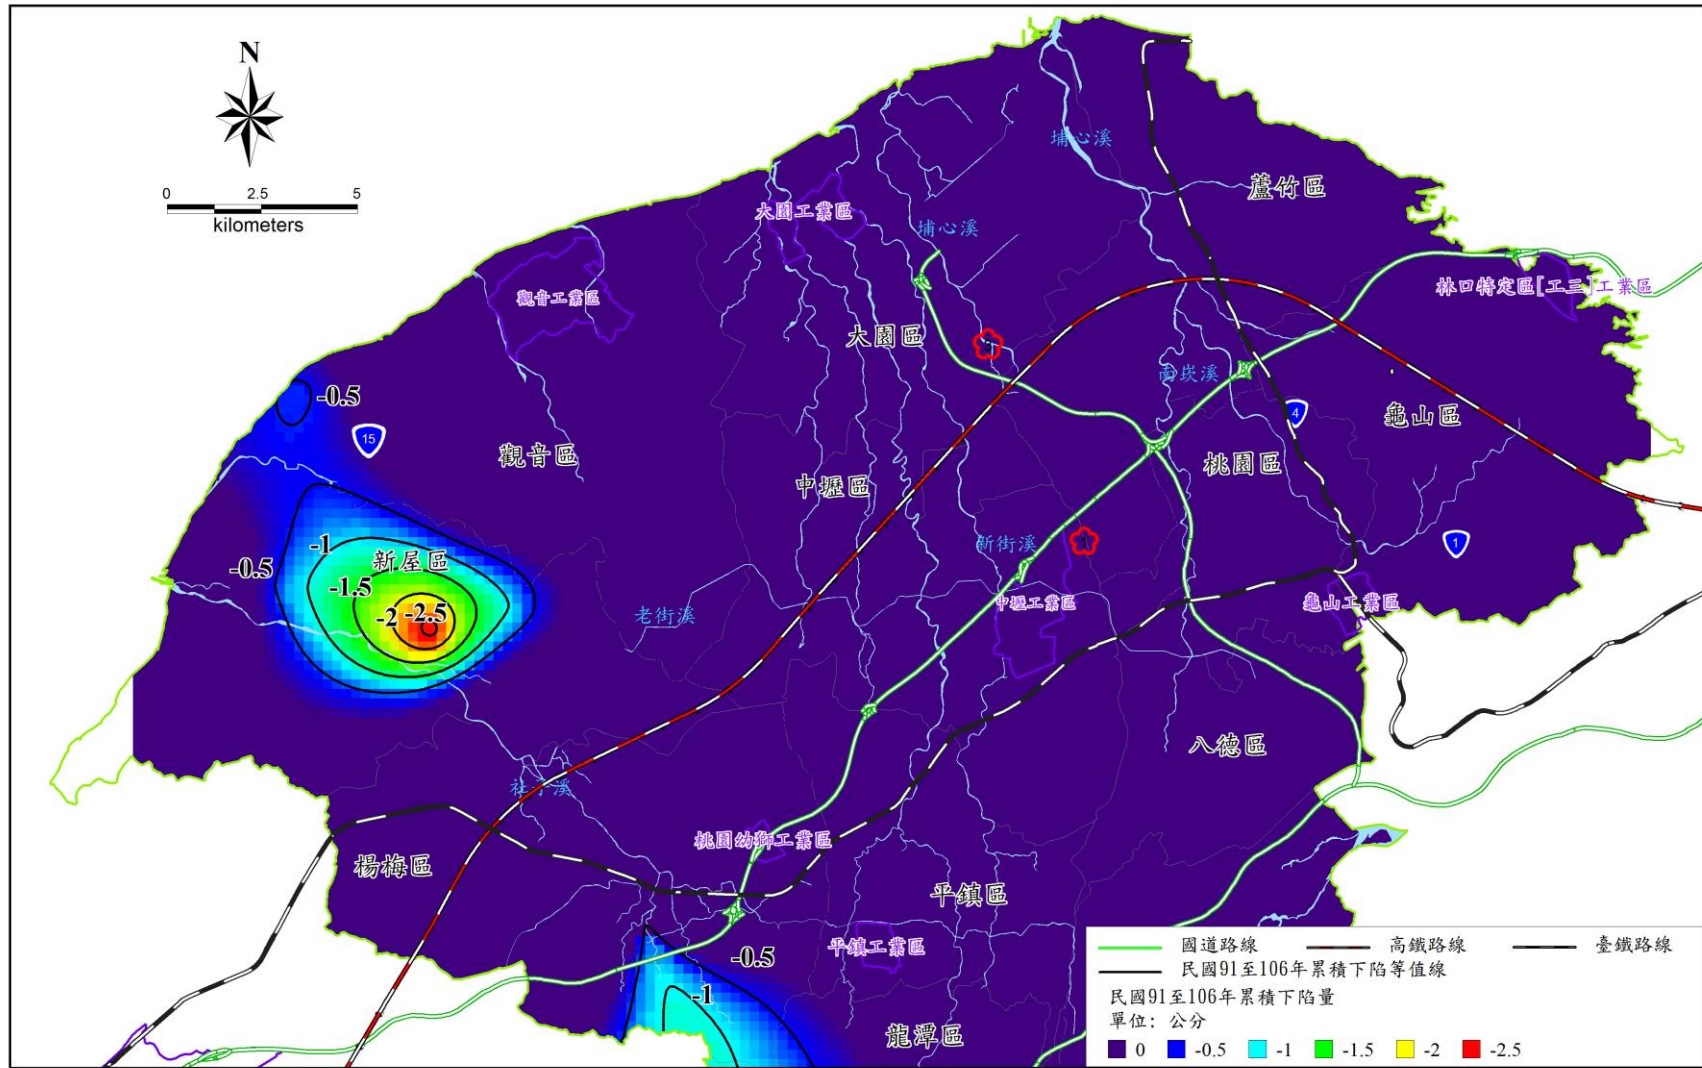 N
0 2.5 5
kilometers
埔心溪
蘆竹區
大園工業區
埔心溪
觀音工業區
林口特定區[工三]工業區
大園區
3
南崁溪
-0.5
15
4
龜山區
觀音區
中壢區
桃園區
新街溪
1
1
-1
新屋區
-0.5
-1.5
-2
-2.5
老街溪
中壢工業區
龜山工業區
八德區
社子溪
桃園幼獅工業區
楊梅區
平鎮區
平鎮工業區
-0.5
-1
龍潭區
國道路線 高鐵路線 臺鐵路線
民國91至106年累積下陷等值線
民國91至106年累積下陷量
單位: 公分
0 -0.5 -1 -1.5 -2 -2.5